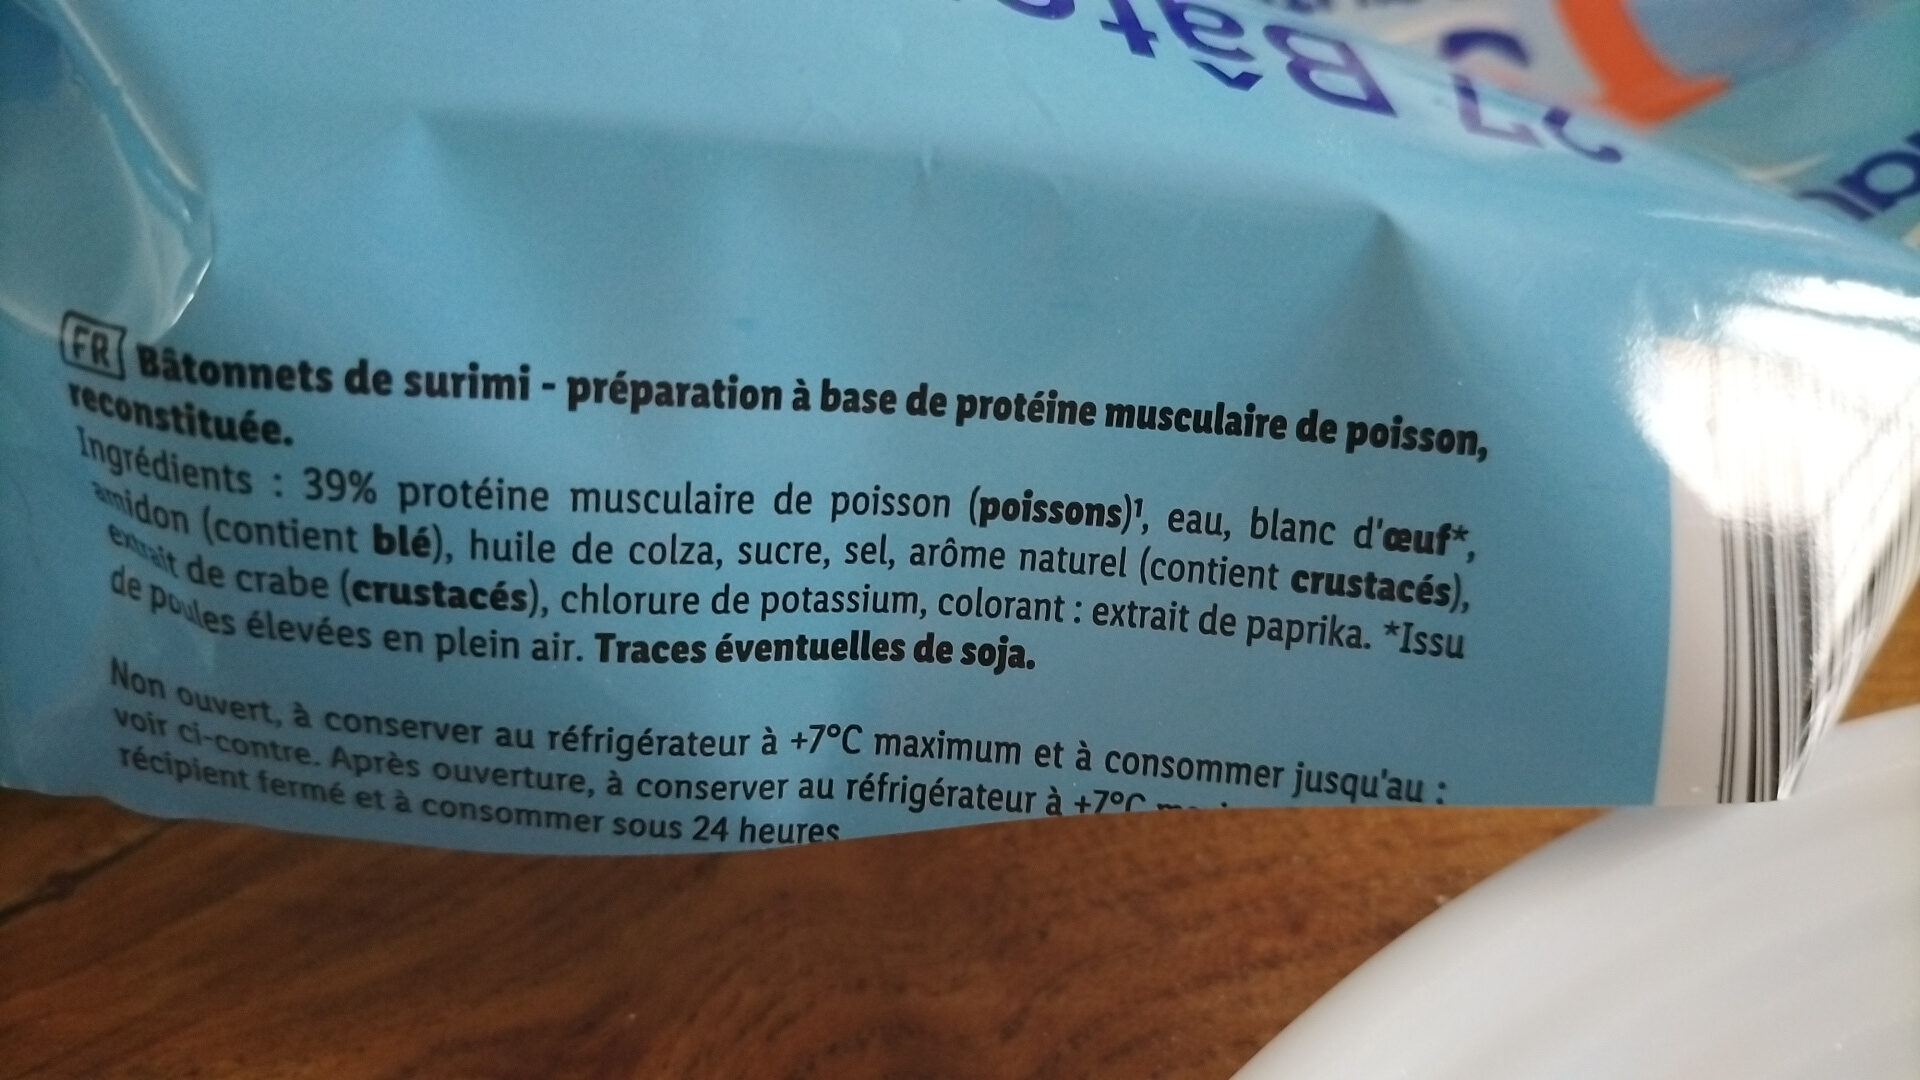 27 Bât
FR Bâtonnets de surimi - préparation à base de protéine musculaire de poisson,
reconstituée.
Ingrédients : 39% protéine musculaire de poisson (poissons)¹, eau, blanc d'œuf*,
amidon (contient blé), huile de colza, sucre, sel, arôme naturel (contient crustacés),
extrait de crabe (crustacés), chlorure de potassium, colorant : extrait de paprika. *Issu
de poules élevées en plein air. Traces éventuelles de soja.
Non ouvert, à conserver au réfrigérateur à +7°C maximum et à consommer jusqu'au :
voir ci-contre. Après ouverture, à conserver au réfrigérateur à +7°C
récipient fermé et à consommer sous 24 heures